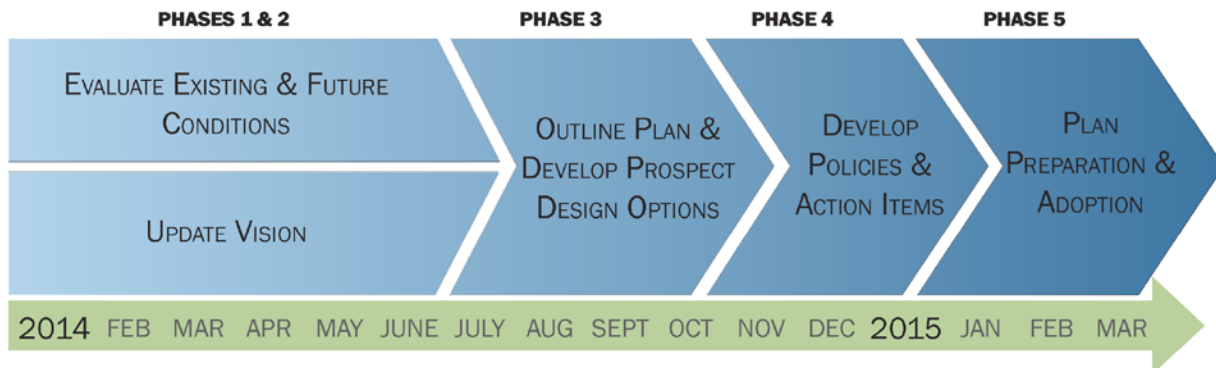 PHASES 1 & 2
PHASE 3
PHASE 4
PHASE 5
EVALUATE EXISTING & FUTURE
CONDITIONS
UPDATE VISION
OUTLINE PLAN &
DEVELOP PROSPECT
DESIGN OPTIONS
DEVELOP
POLICIES &
ACTION ITEMS
PLAN
PREPARATION &
ADOPTION
2014 FEB MAR APR MAY JUNE JULY AUG SEPT OCT NOV DEC 2015 JAN FEB MAR